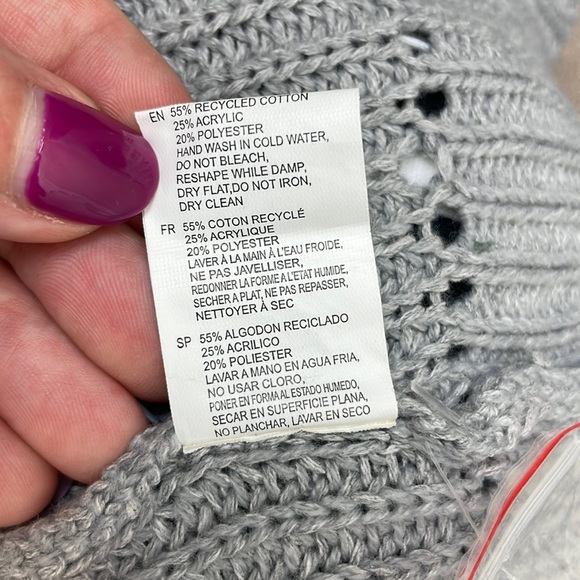 EN 55% RECYCLED COTTON
25% ACRYLIC
20% POLYESTER
HAND WASH IN COLD WATER,
DO NOT BLEACH,
RESHAPE WHILE DAMP,
DRY FLAT,DO NOT IRON,
DRY CLEAN
FR 55% COTON RECYCLÉ
25% ACRYLIQUE
20% POLYESTER
LAVER À LA MAIN À L'EAU FROIDE,
NE PAS JAVELLISER,
REDONNER LA FORME A L'ETAT HUMIDE,
SECHER A PLAT, NE PAS REPASSER,
NETTOYER À SEC
SP 55% ALGODON RECICLADO
25% ACRILICO
20% POLIESTER
LAVAR A MANO EN AGUA FRIA,
NO USAR CLORO,
PONER EN FORMA AL ESTADO HUMEDO,
SECAR EN SUPERFICIE PLANA,
NO PLANCHAR, LAVAR EN SECO